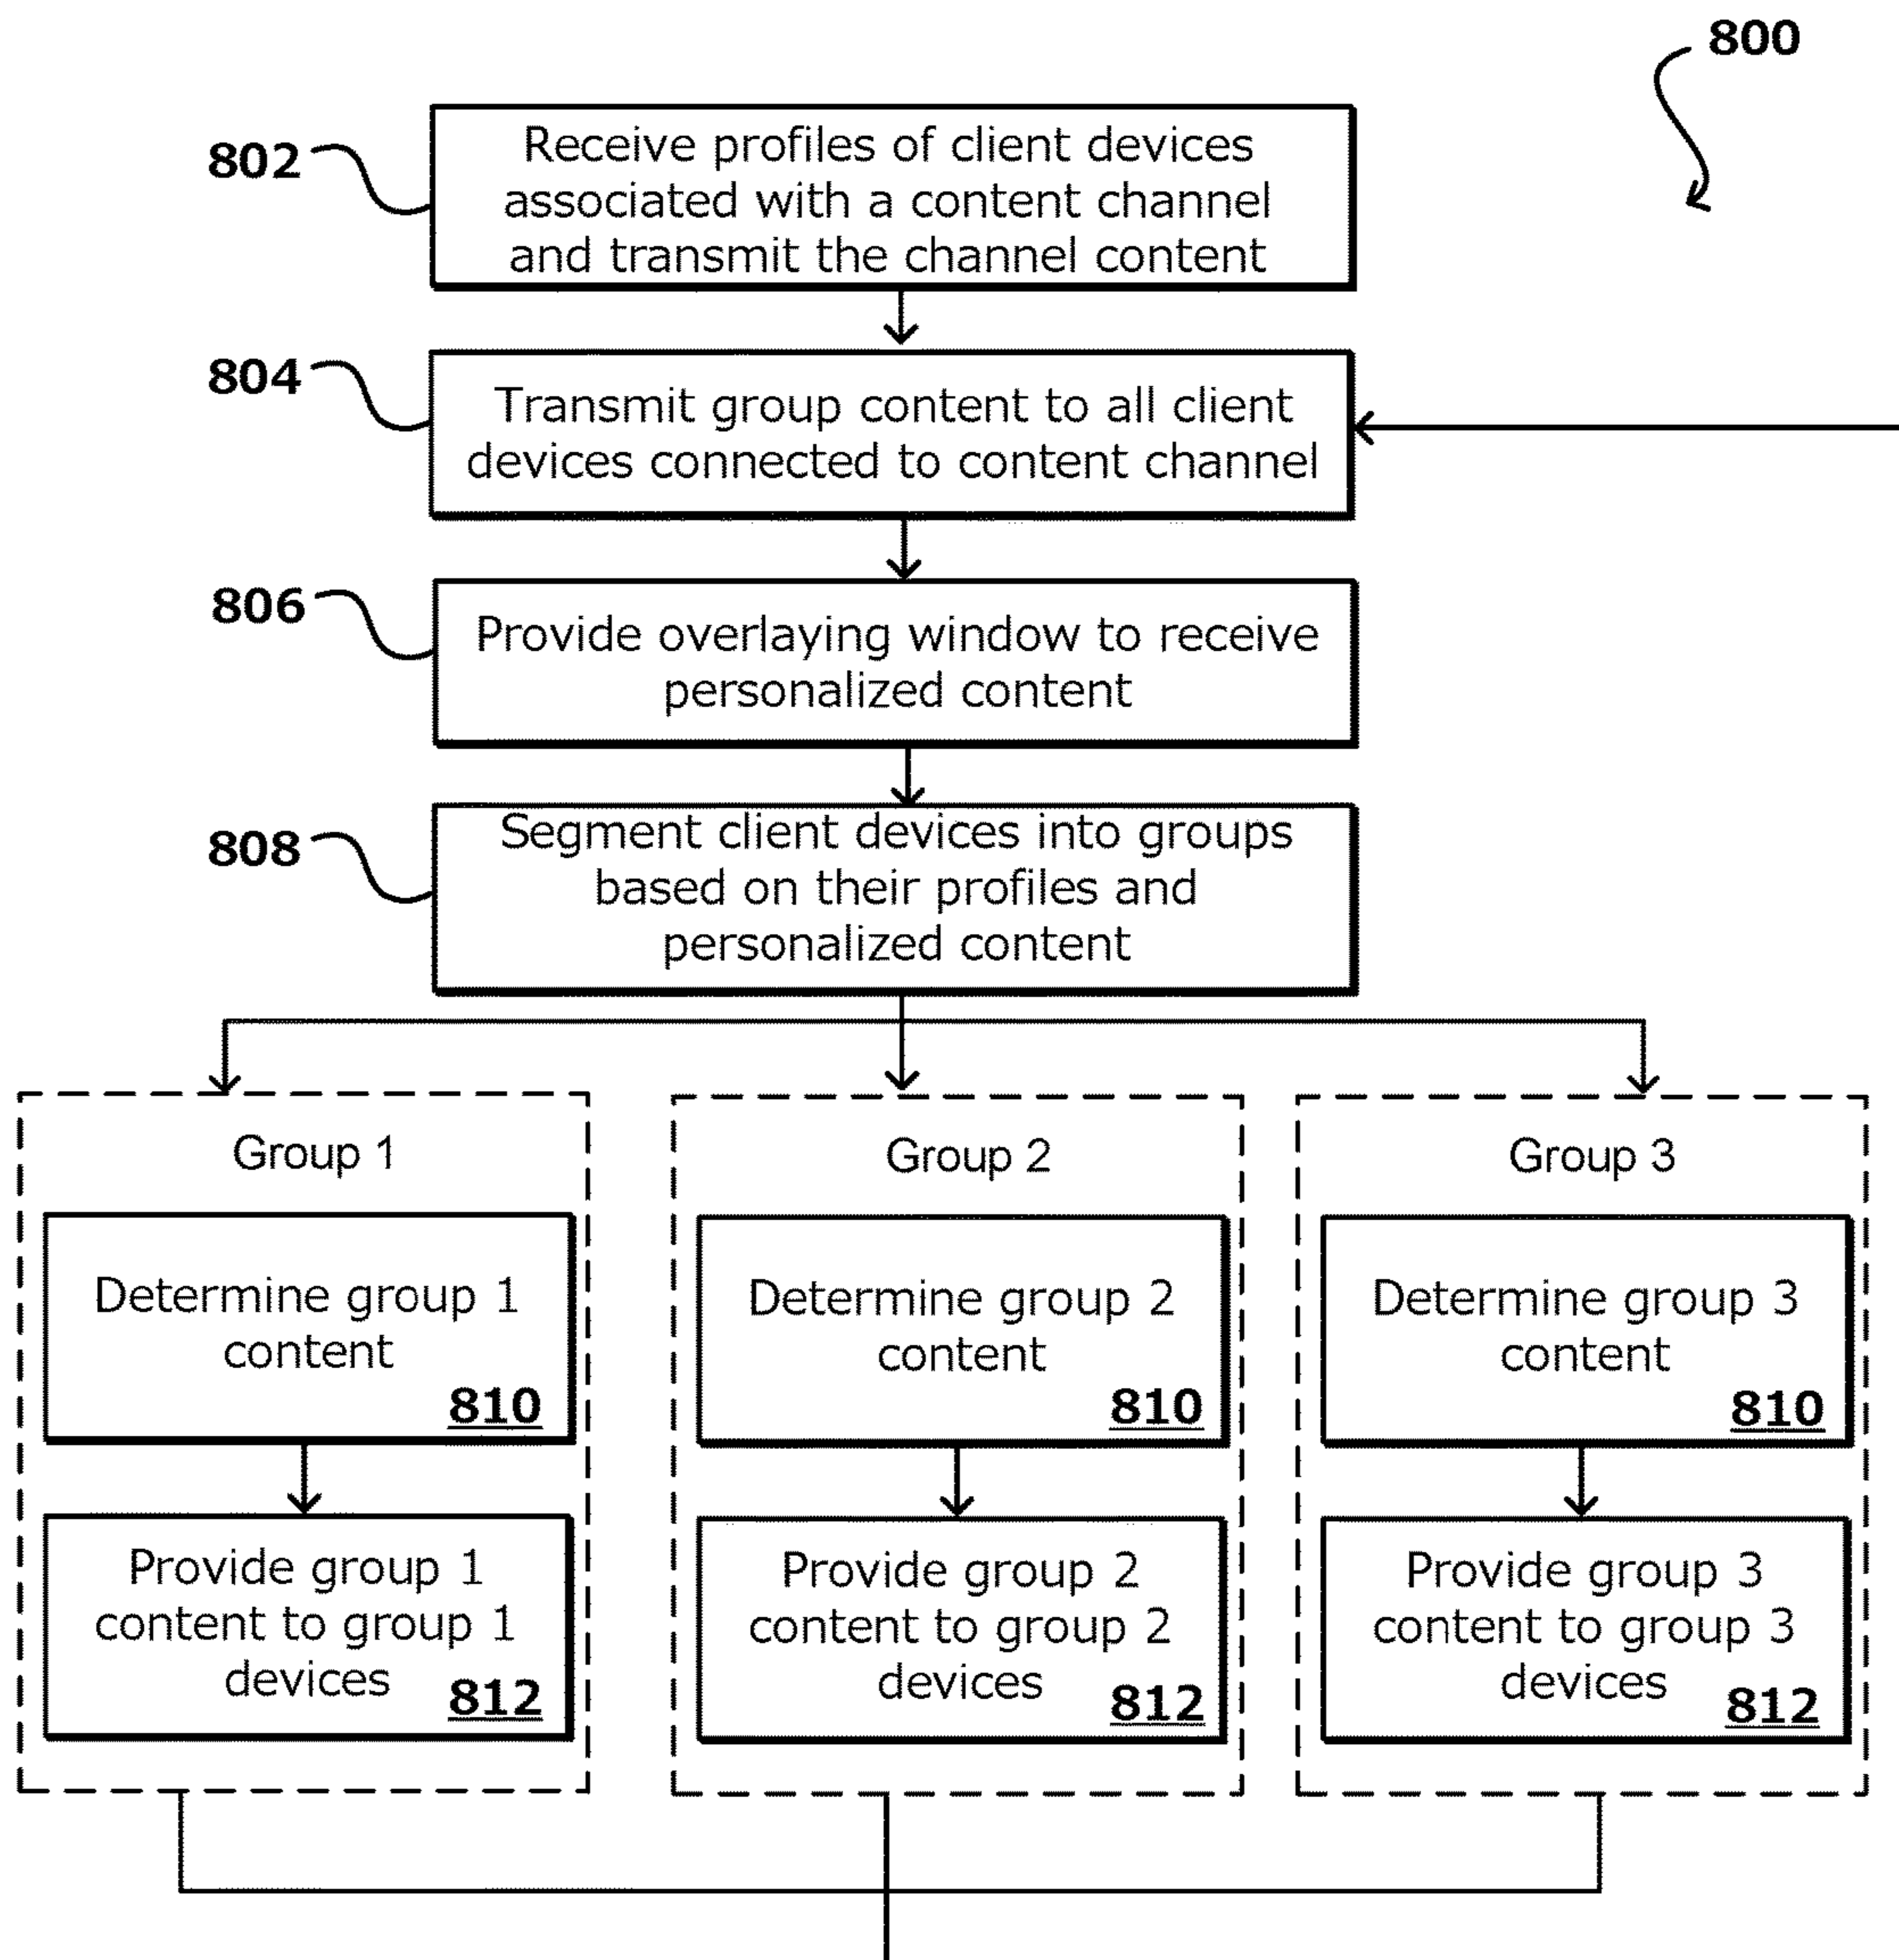 800
802
Receive profiles of client devices
associated with a content channel
and transmit the channel content
804
Transmit group content to all client
devices connected to content channel
806
Provide overlaying window to receive
personalized content
808
Segment client devices into groups
based on their profiles and
personalized content
Group 1
Determine group 1
content
810
Provide group 1
content to group 1
devices
812
Group 2
Determine group 2
content
810
Provide group 2
content to group 2
devices
812
Group 3
Determine group 3
content
810
Provide group 3
content to group 3
devices
812